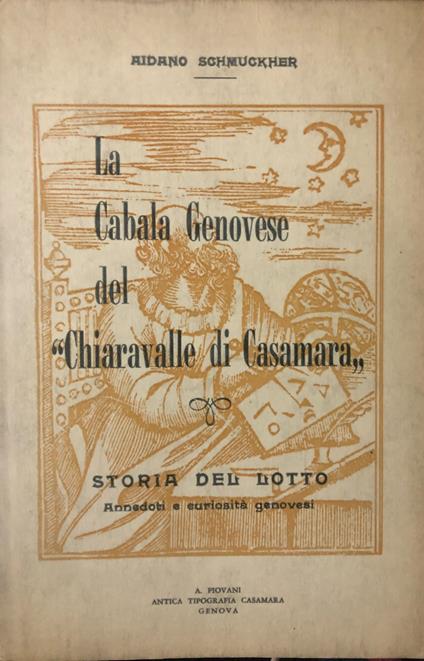 AIDANO SCHMUCKHER
La
Cabala Genovese
del
“Chiaravalle di Casamara„
STORIA DEL LOTTO
Annedoti e curiosità genovesi
A. PIOVANI
ANTICA TIPOGRAFIA CASAMARA
GENOVA